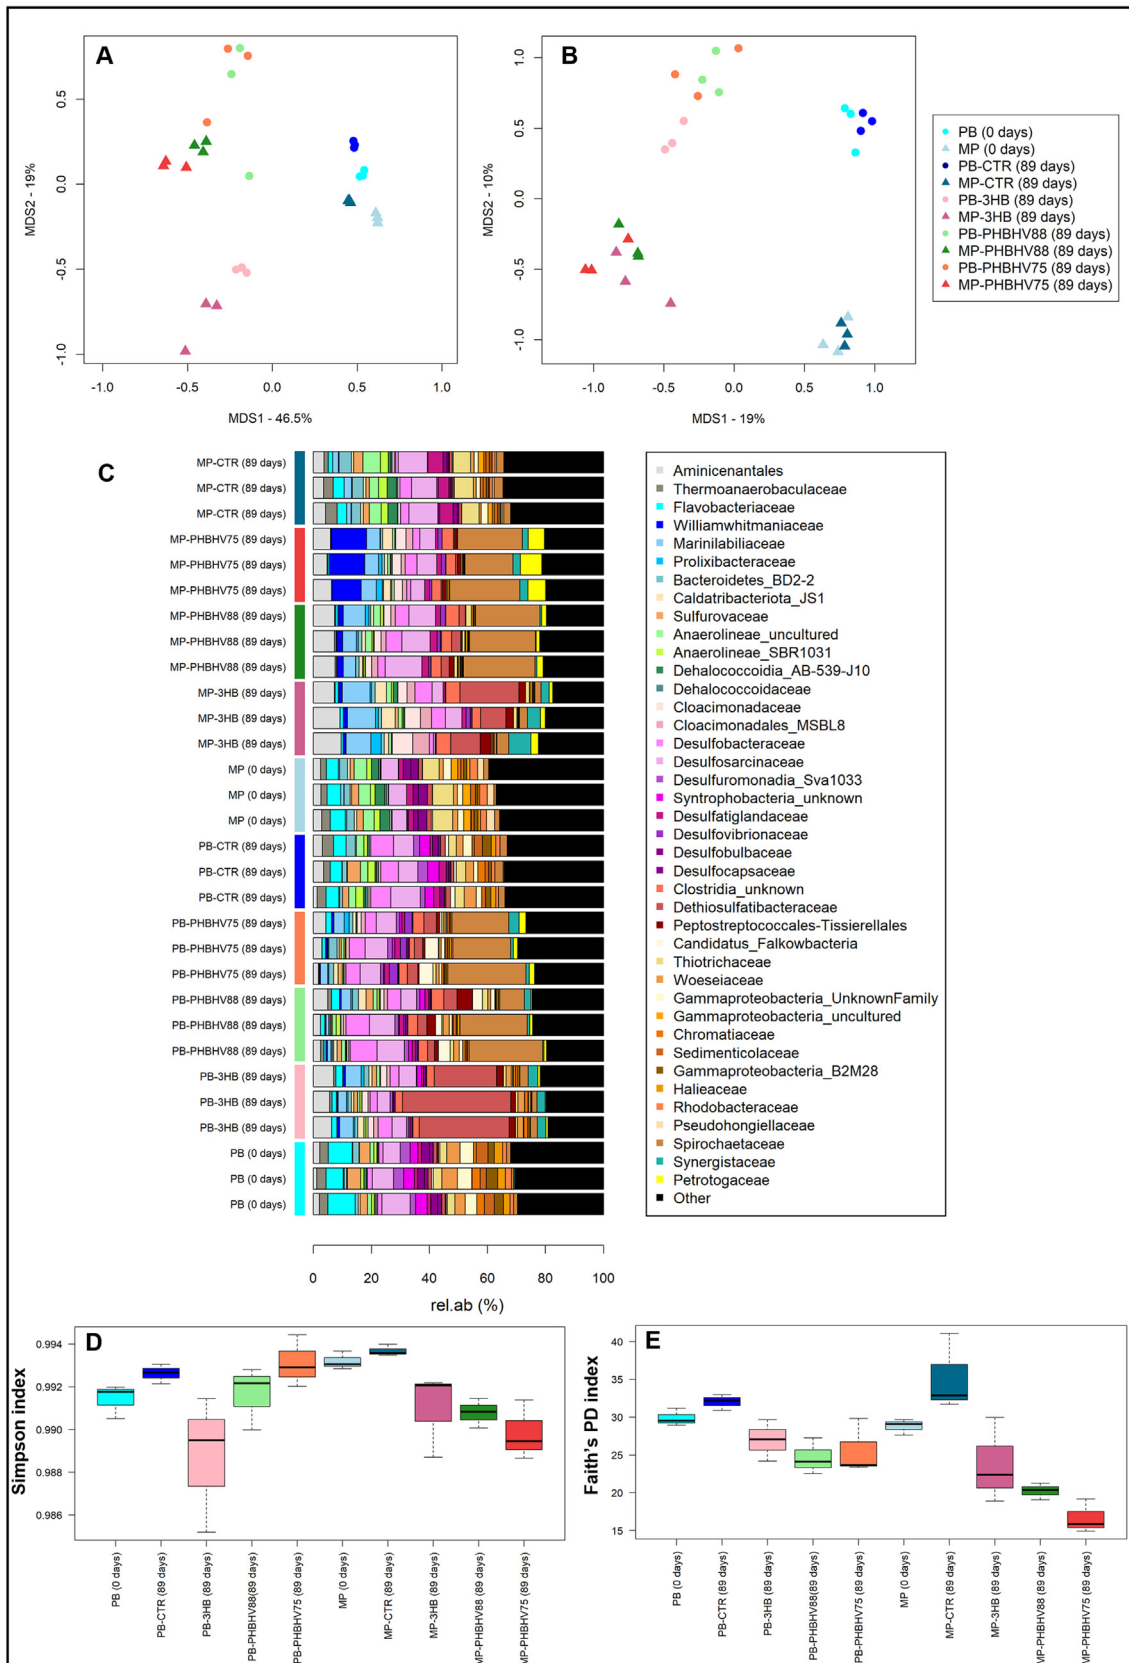 A
0.5
0.0
-0.5
-1.0
MDS2 - 19%
-1.0
-0.5
0.0
0.5
1.0
MDS1 - 46.5%
B
1.0
0.5
0.0
-0.5
-1.0
MDS2 - 10%
-1.0
-0.5
0.0
0.5
1.0
MDS1 - 19%
PB (0 days)
MP (0 days)
PB-CTR (89 days)
MP-CTR (89 days)
PB-3HB (89 days)
MP-3HB (89 days)
PB-PHBHV88 (89 days)
MP-PHBHV88 (89 days)
PB-PHBHV75 (89 days)
MP-PHBHV75 (89 days)
C
MP-CTR (89 days)
MP-CTR (89 days)
MP-CTR (89 days)
MP-PHBHV75 (89 days)
MP-PHBHV75 (89 days)
MP-PHBHV75 (89 days)
MP-PHBHV88 (89 days)
MP-PHBHV88 (89 days)
MP-PHBHV88 (89 days)
MP-3HB (89 days)
MP-3HB (89 days)
MP-3HB (89 days)
MP (0 days)
MP (0 days)
MP (0 days)
PB-CTR (89 days)
PB-CTR (89 days)
PB-CTR (89 days)
PB-PHBHV75 (89 days)
PB-PHBHV75 (89 days)
PB-PHBHV75 (89 days)
PB-PHBHV88 (89 days)
PB-PHBHV88 (89 days)
PB-PHBHV88 (89 days)
PB-3HB (89 days)
PB-3HB (89 days)
PB-3HB (89 days)
PB (0 days)
PB (0 days)
PB (0 days)
0
20
40
60
80
100
rel.ab (%)
Aminicenantales
Thermoanaerobaculaceae
Flavobacteriaceae
Williamwhitmaniaceae
Marinilabiliaceae
Prolixibacteraceae
Bacteroidetes_BD2-2
Caldatribacteriota_JS1
Sulfurovaceae
Anaerolineae_uncultured
Anaerolineae_SBR1031
Dehalococcoidia_AB-539-J10
Dehalococcoidaceae
Cloacimonadaceae
Cloacimonadales_MSBL8
Desulfobacteraceae
Desulfosarcinaceae
Desulfuromonadia_Sva1033
Syntrophobacteria_unknown
Desulfatiglandaceae
Desulfovibrionaceae
Desulfobulbaceae
Desulfocapsaceae
Clostridia_unknown
Dethiosulfatibacteraceae
Peptostreptococcales-Tissierellales
Candidatus_Falkowbacteria
Thiotrichaceae
Woeseiaceae
Gammaproteobacteria_UnknownFamily
Gammaproteobacteria_uncultured
Chromatiaceae
Sedimenticolaceae
Gammaproteobacteria_B2M28
Halieaceae
Rhodobacteraceae
Pseudohongiellaceae
Spirochaetaceae
Synergistaceae
Petrotogaceae
Other
D
Simpson index
0.994
0.992
0.990
0.988
0.986
PB (0 days)
PB-CTR (89 days)
PB-3HB (89 days)
PB-PHBHV88(89 days)
PB-PHBHV75 (89 days)
MP (0 days)
MP-CTR (89 days)
MP-3HB (89 days)
MP-PHBHV88 (89 days)
MP-PHBHV75 (89 days)
E
Faith's PD index
40
35
30
25
20
15
PB (0 days)
PB-CTR (89 days)
PB-3HB (89 days)
PB-PHBHV88(89 days)
PB-PHBHV75 (89 days)
MP (0 days)
MP-CTR (89 days)
MP-3HB (89 days)
MP-PHBHV88 (89 days)
MP-PHBHV75 (89 days)